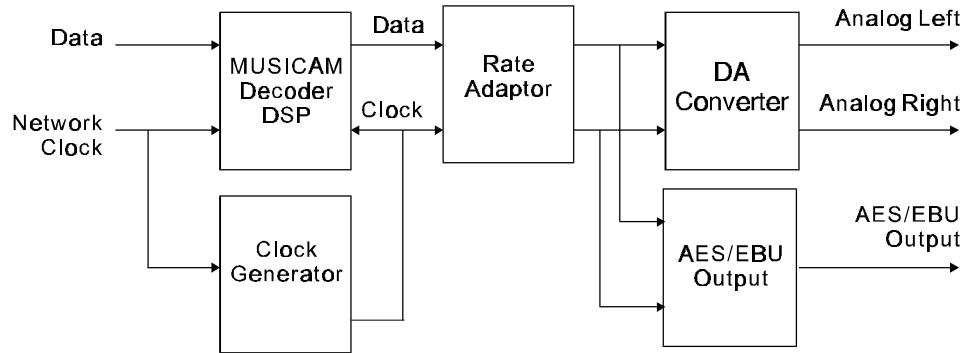 Data
Network
Clock
MUSICAM
Decoder
DSP
Clock
Generator
Data
Clock
Rate
Adaptor
DA
Converter
AES/EBU
Output
Analog Left
Analog Right
AES/EBU
Output